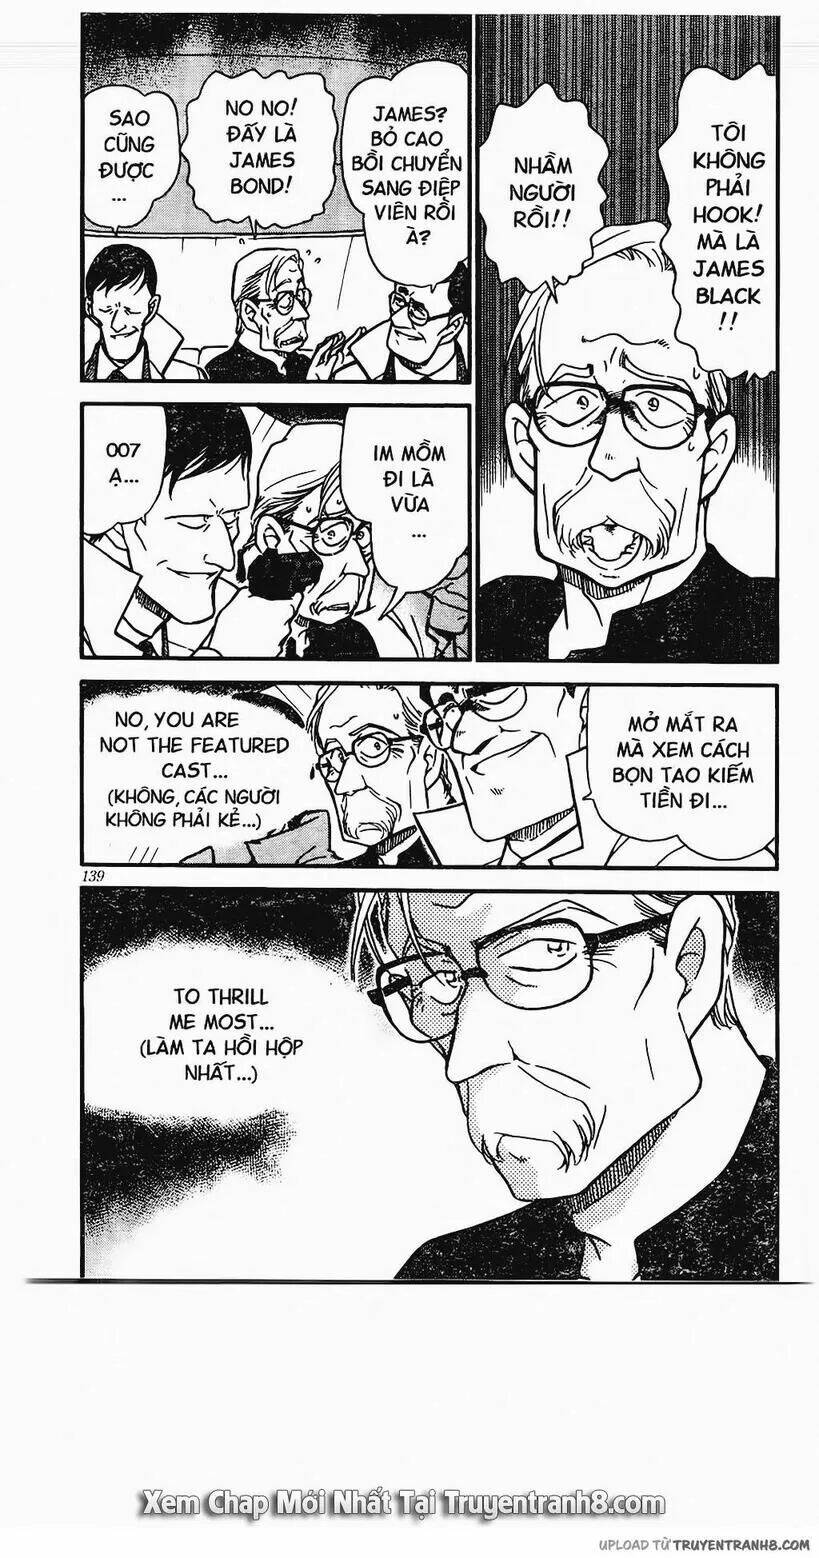 TÔI
KHÔNG
PHẢI
HOOK!
MÀ LÀ
JAMES
BLACK
!!
NHẦM
NGƯỜI
RỒI!!
JAMES?
BỎ CAO
BỒI CHUYỂN
SANG ĐIỆP
VIÊN RỒI
À?
NO NO!
ĐẤY LÀ
JAMES
BOND!
SAO
CŨNG
ĐƯỢC
...
IM MỒM
ĐI LÀ
VỪA
...
007
Ạ...
MỞ MẮT RA
MÀ XEM CÁCH
BỌN TAO KIẾM
TIỀN ĐI...
NO, YOU ARE
NOT THE FEATURED
CAST...
(KHÔNG, CÁC NGƯỜI
KHÔNG PHẢI KẺ...)
139
TO THRILL
ME MOST...
(LÀM TA HỒI HỘP
NHẤT...)
Xem Chap Mới Nhất Tại Truyentranh8.com
UPLOAD TỪ TRUYENTRANH8.COM